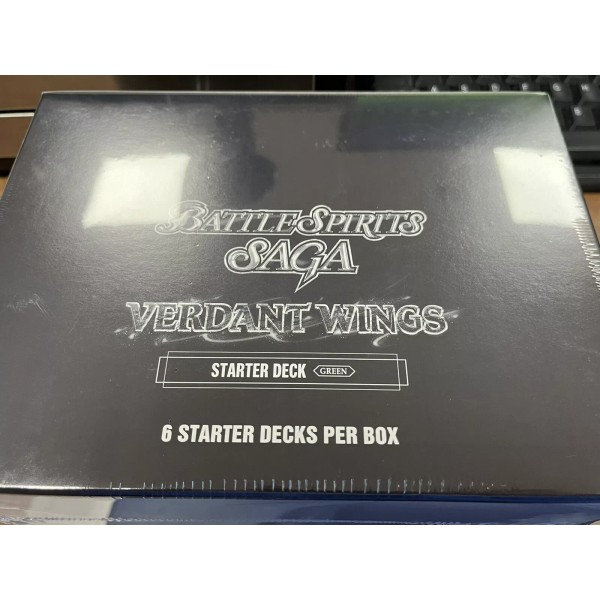 BATTLE SPIRITS
SAGA
VERDANT WINGS
STARTER DECK <GREEN>
6 STARTER DECKS PER BOX